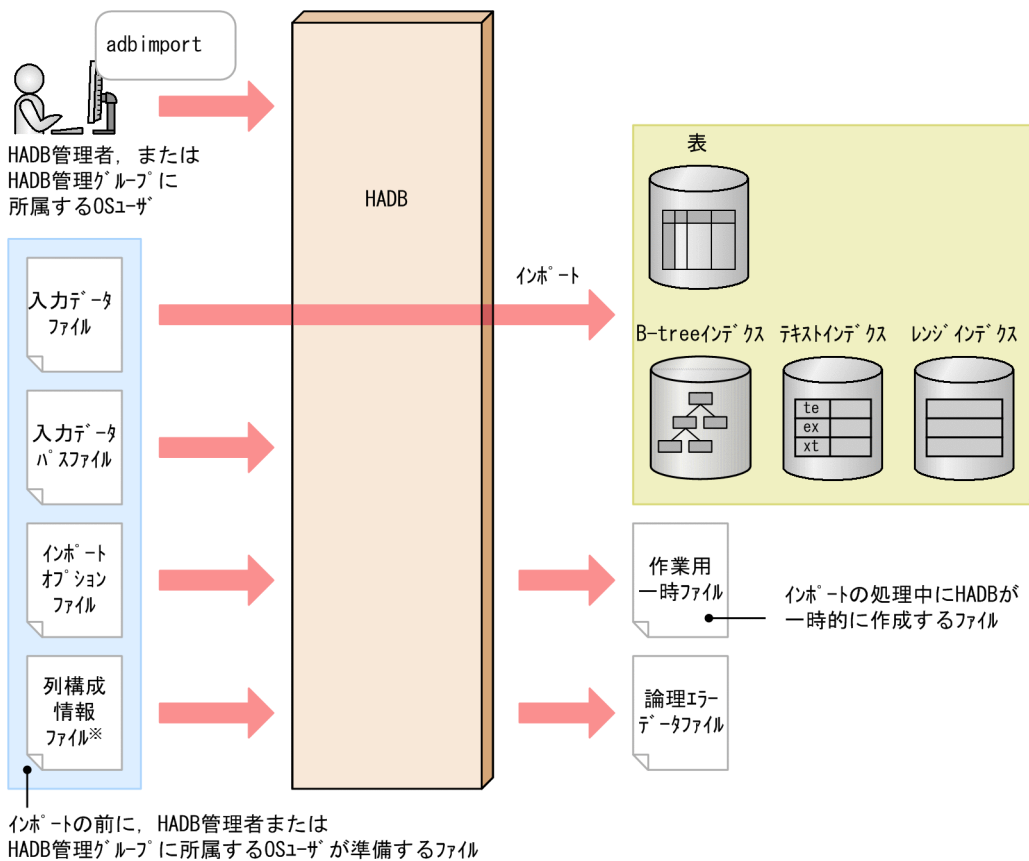 adbimport
HADB管理者，または
HADB管理グループに
所属するOSユーザ
HADB
表
インポート
入力データ
ファイル
B-treeインデクス
テキストインデクス
レンジインデクス
te
ex
xt
入力データ
パスファイル
インポート
オプション
ファイル
作業用
一時ファイル
インポートの処理中にHADBが
一時的に作成するファイル
列構成
情報
ファイル※
論理エラー
データファイル
インポートの前に，HADB管理者または
HADB管理グループに所属するOSユーザが準備するファイル